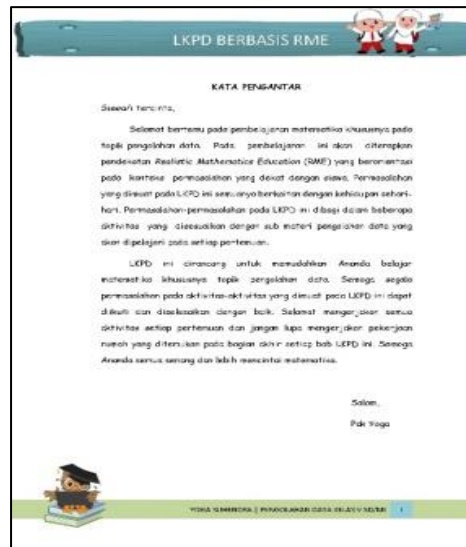 LKPD BERBASIS RME
KATA PENGANTAR
Siswa/i tercinta,
Selamat bertemu pada pembelajaran matematika khususnya pada
topik pengolahan data. Pada pembelajaran ini akan diterapkan
pendekatan Realistic Mathematics Education (RME) yang berorientasi
pada konteks permasalahan yang dekat dengan siswa. Permasalahan
yang dimuat pada LKPD ini semuanya berkaitan dengan kehidupan sehari-
hari. Permasalahan-permasalahan pada LKPD ini dibagi dalam beberapa
aktivitas yang disesuaikan dengan sub materi pengolahan data yang
akan dipelajari pada setiap pertemuan.
LKPD ini dirancang untuk memudahkan Ananda belajar
matematika khususnya topik pengolahan data. Semoga segala
permasalahan pada aktivitas-aktivitas yang dimuat pada LKPD ini dapat
diikuti dan diselesaikan dengan baik. Selamat mengerjakan semua
aktivitas setiap pertemuan dan jangan lupa mengerjakan pekerjaan
rumah yang ditemukan pada bagian akhir setiap bab LKPD ini. Semoga
Ananda semua senang dan lebih mencintai matematika.
Salam,
Pak Yoga
PENGOLAHAN DATA KELAS V SD/MI